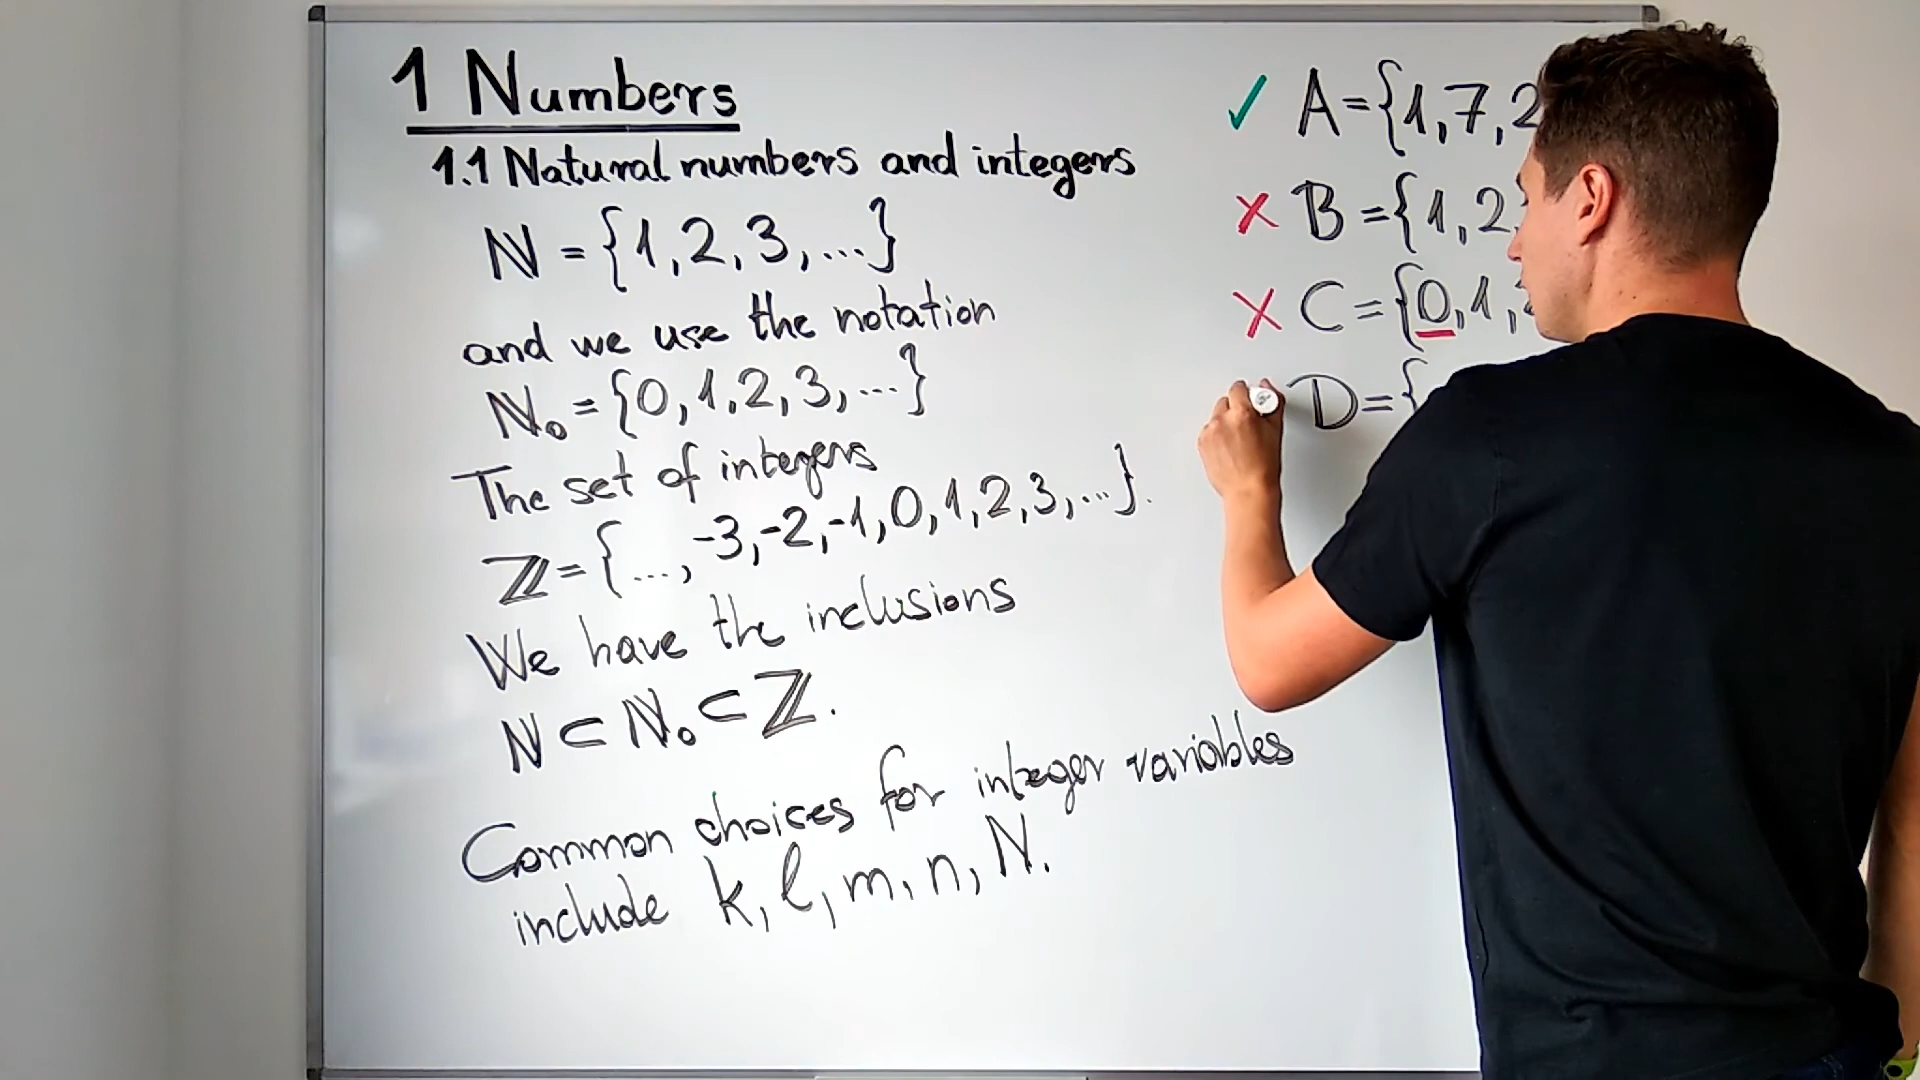 1 Numbers
1.1 Natural numbers and integers
ℕ = {1,2,3,...}
and we use the notation
ℕ₀ = {0,1,2,3,...}
The set of integers
ℤ = {..., -3,-2,-1,0,1,2,3,...}.
We have the inclusions
ℕ ⊂ ℕ₀ ⊂ ℤ.
Common choices for integer variables
include k, ℓ, m, n, N.
✓ A={1,7,2
✗ B={1,2,
✗ C={0,1,
D={